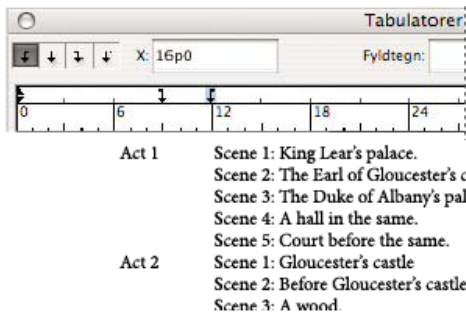 Tabulatorer
X: 16p0 Fyldtegn:
0 6 12 18 24
Act 1 Scene 1: King Lear's palace.
Scene 2: The Earl of Gloucester's
Scene 3: The Duke of Albany's
Scene 4: A hall in the same.
Scene 5: Court before the same.
Act 2 Scene 1: Gloucester's castle
Scene 2: Before Gloucester's castle
Scene 3: A wood.